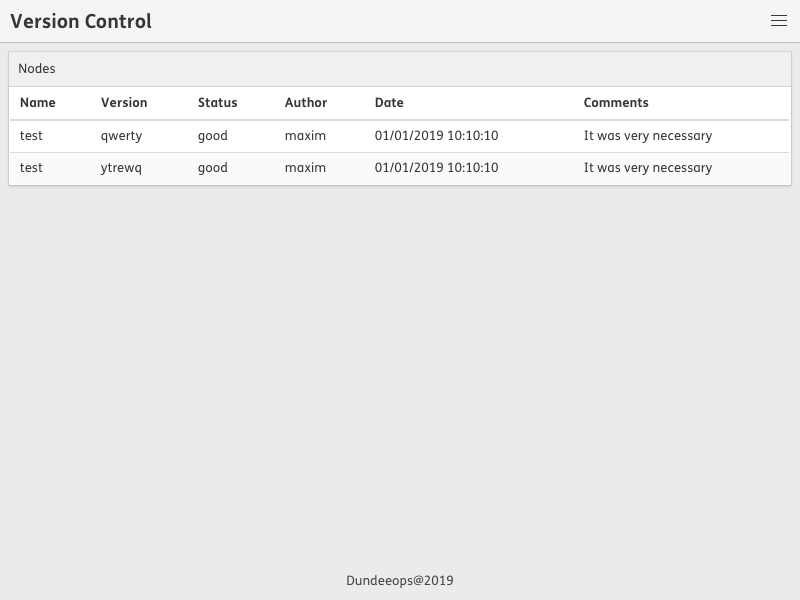 Version Control
Nodes
Name Version Status Author Date Comments
test qwerty good maxim 01/01/2019 10:10:10 It was very necessary
test ytrewq good maxim 01/01/2019 10:10:10 It was very necessary
Dundeeops@2019